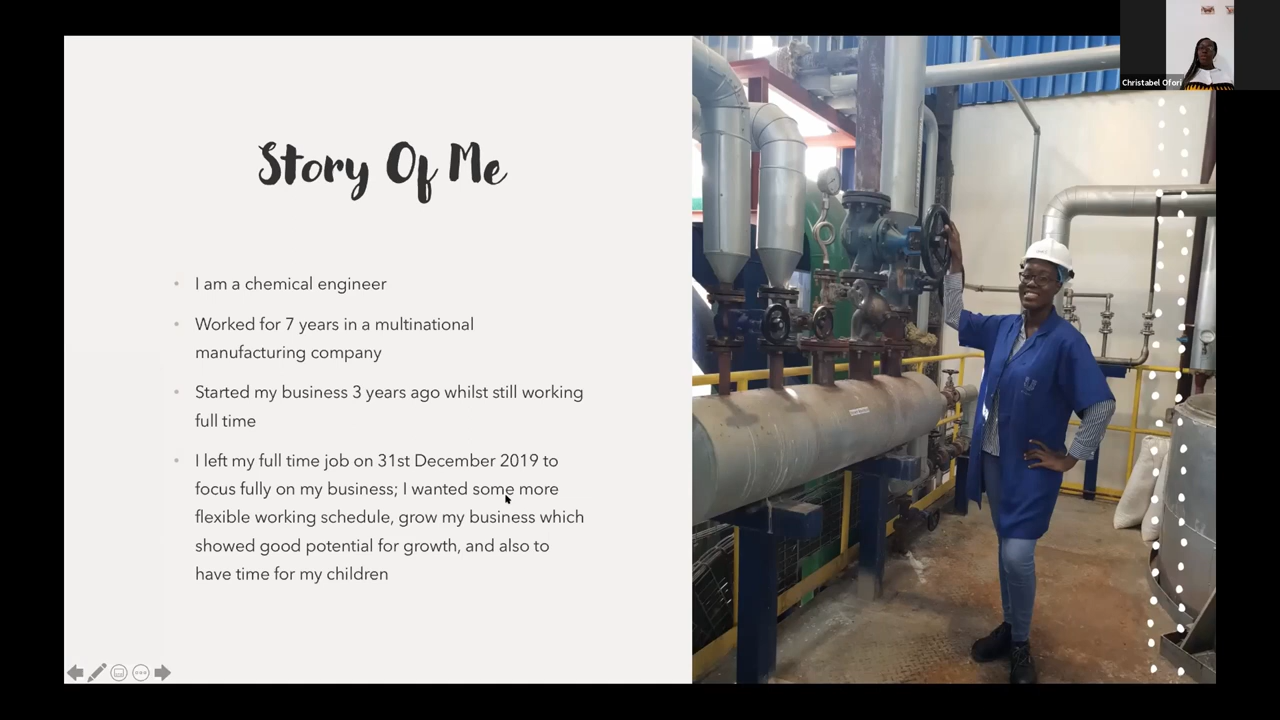 Christabel Ofori
Story Of Me
• I am a chemical engineer
• Worked for 7 years in a multinational
manufacturing company
• Started my business 3 years ago whilst still working
full time
• I left my full time job on 31st December 2019 to
focus fully on my business; I wanted some more
flexible working schedule, grow my business which
showed good potential for growth, and also to
have time for my children